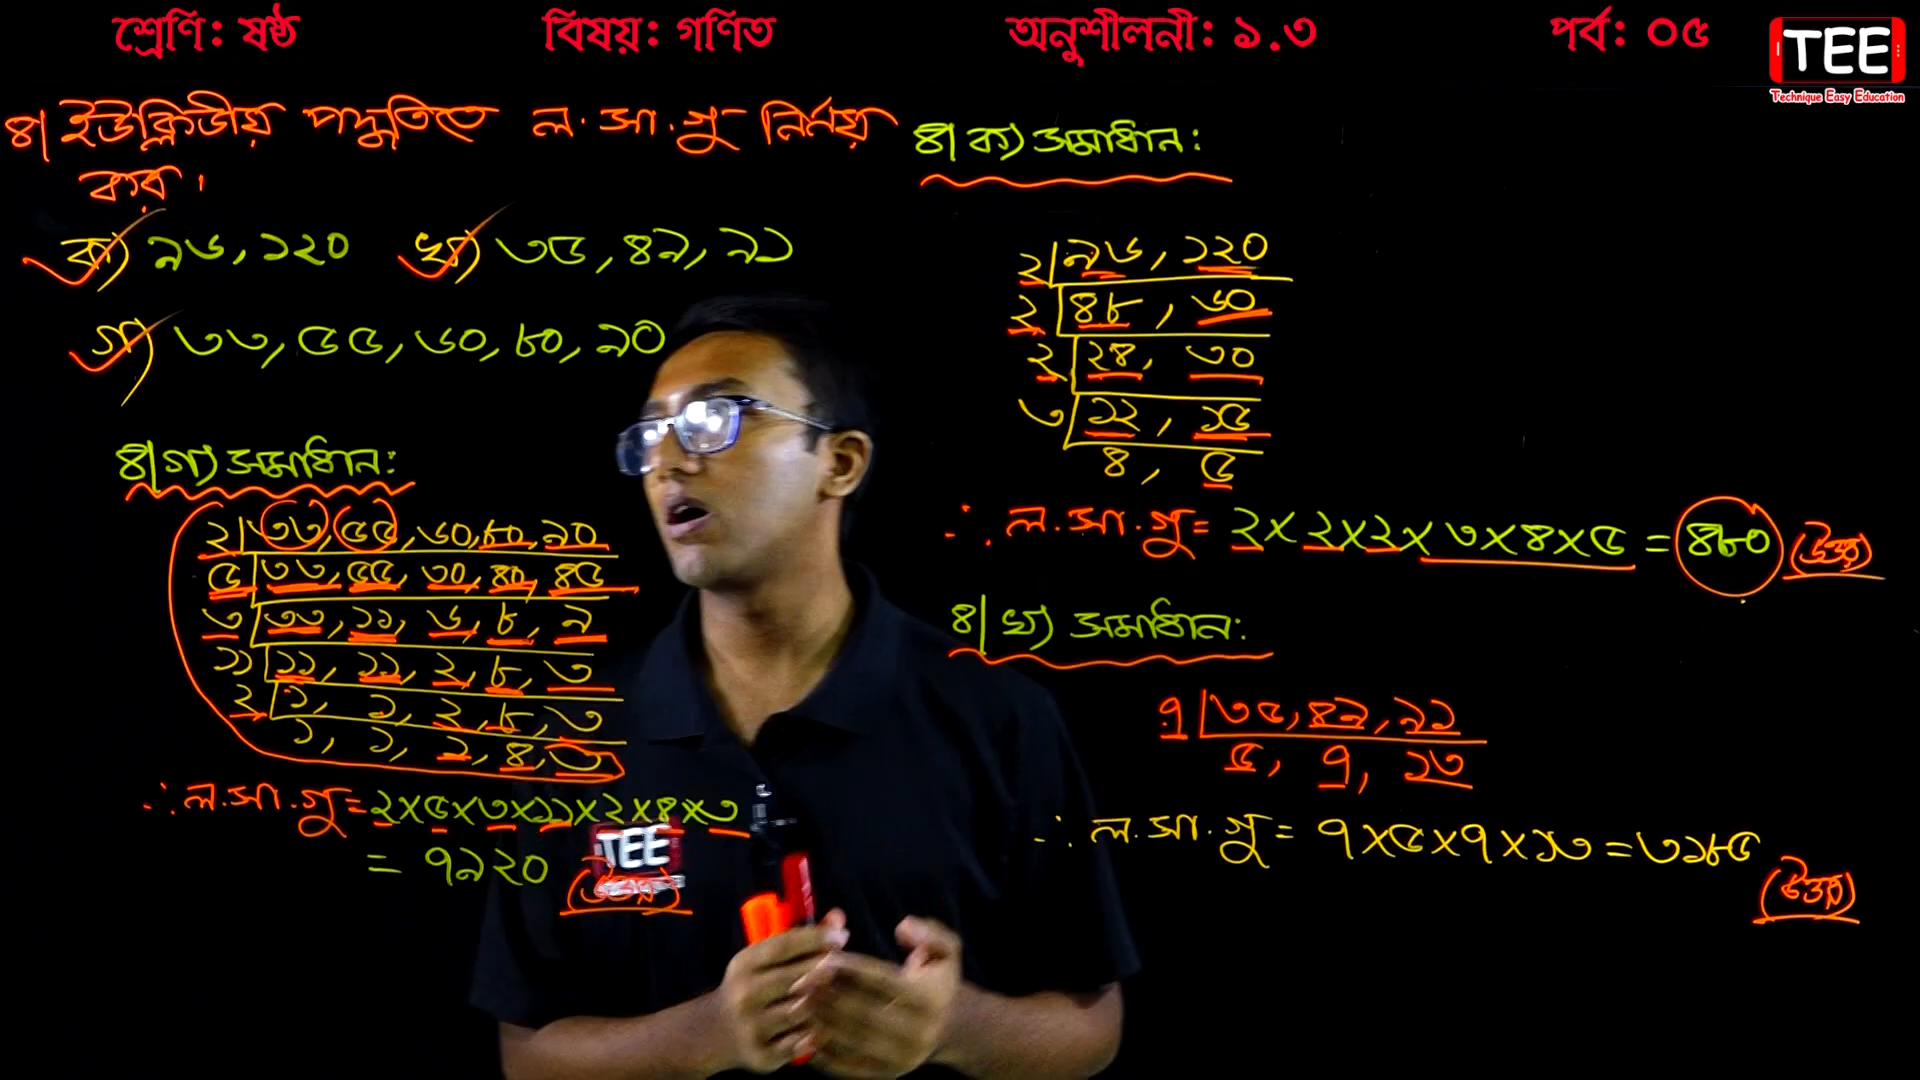 শ্রেণি: ষষ্ঠ বিষয়: গণিত অনুশীলনী: ১.৩ পর্ব: ০৫
TEE
Technique Easy Education
৪| ইউক্লিডীয় পদ্ধতিতে ল.সা.গু নির্ণয়
কর।
ক) ৯৬, ১২০ খ) ৩৫, ৪৯, ৯১
গ) ৩৩, ৫৫, ৬০, ৮০, ৯০
৪|গ) সমাধান:
২|৩৩, ৫৫, ৬০, ৮০, ৯০
৫|৩৩, ৫৫, ৩০, ৪০, ৪৫
৩|৩৩, ১১, ৬, ৮, ৯
১১|১১, ১১, ২, ৮, ৩
২|১, ১, ২, ৮, ৩
১, ১, ১, ৪, ৩
∴ ল.সা.গু = ২×৫×৩×১১×২×৪×৩
= ৭৯২০ (উত্তর)
TEE
৪|ক) সমাধান:
২|৯৬, ১২০
২|৪৮, ৬০
২|২৪, ৩০
৩|১২, ১৫
৪, ৫
∴ ল.সা.গু = ২×২×২×৩×৪×৫ = ৪৮০ (উত্তর)
৪|খ) সমাধান:
৭|৩৫, ৪৯, ৯১
৫, ৭, ১৩
∴ ল.সা.গু = ৭×৫×৭×১৩ = ৩১৮৫
(উত্তর)